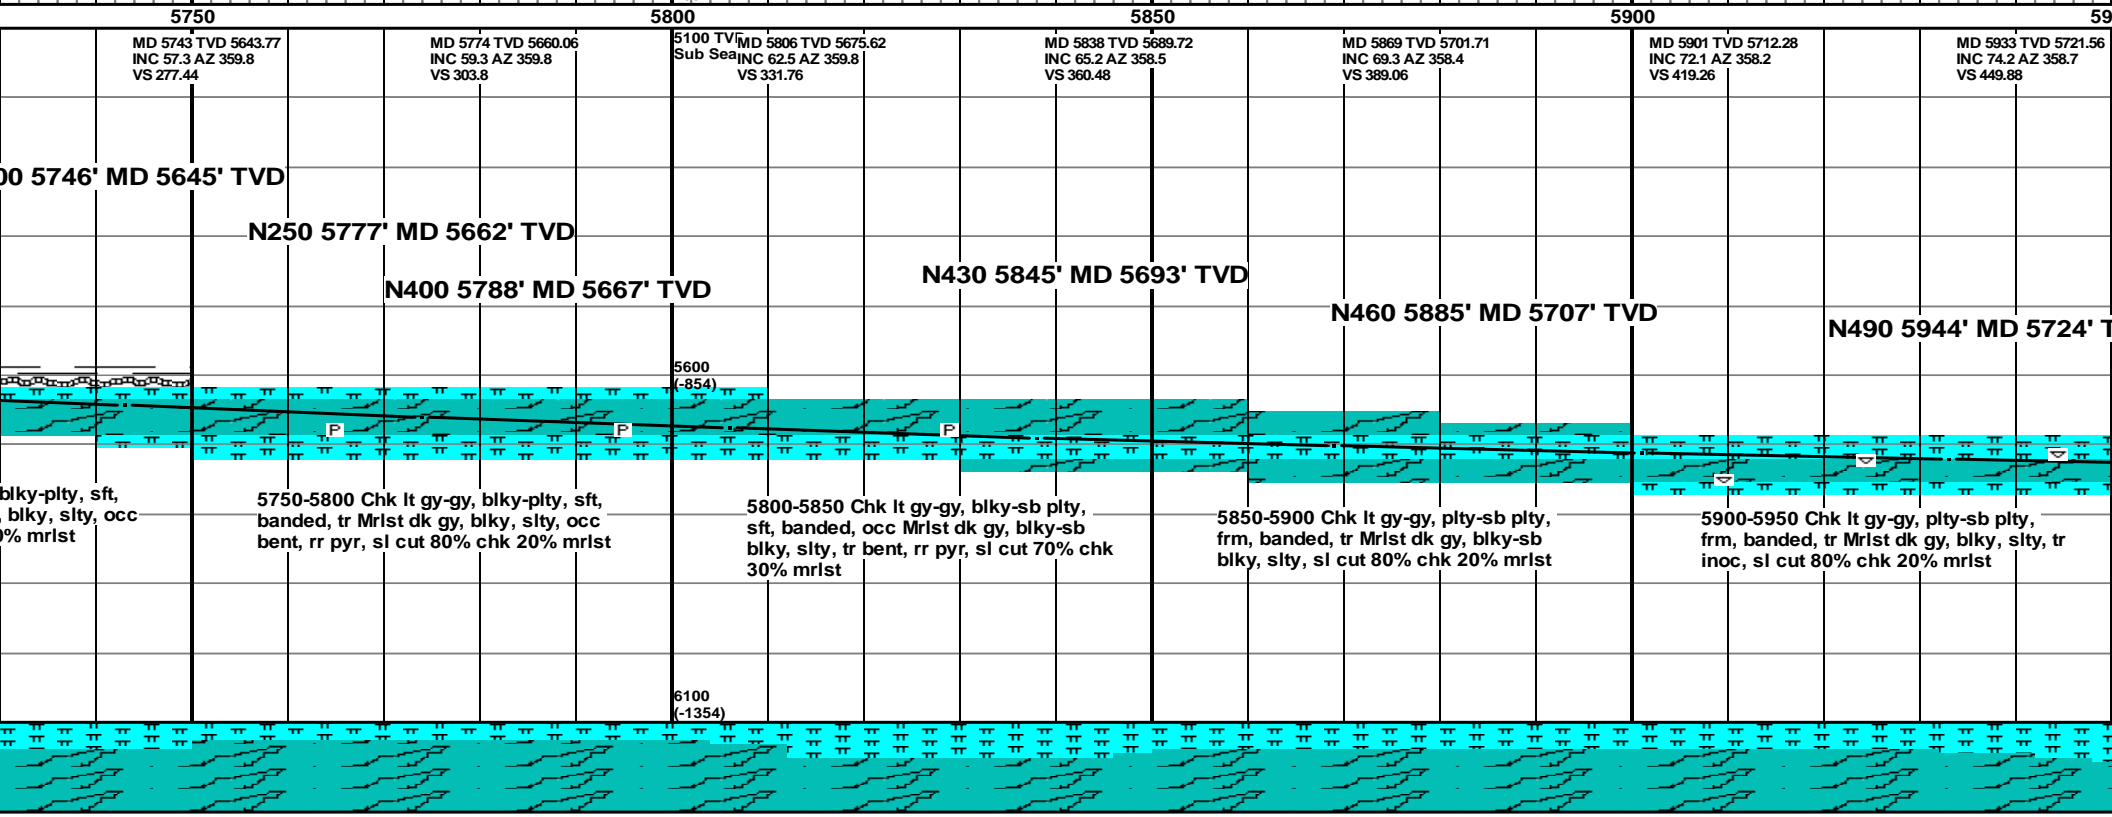 5750 5800 5850 5900 59
MD 5743 TVD 5643.77
INC 57.3 AZ 359.8
VS 277.44
MD 5774 TVD 5660.06
INC 59.3 AZ 359.8
VS 303.8
5100 TVD
Sub Sea
MD 5806 TVD 5675.62
INC 62.5 AZ 359.8
VS 331.76
MD 5838 TVD 5689.72
INC 65.2 AZ 358.5
VS 360.48
MD 5869 TVD 5701.71
INC 69.3 AZ 358.4
VS 389.06
MD 5901 TVD 5712.28
INC 72.1 AZ 358.2
VS 419.26
MD 5933 TVD 5721.56
INC 74.2 AZ 358.7
VS 449.88
00 5746' MD 5645' TVD
N250 5777' MD 5662' TVD
N400 5788' MD 5667' TVD
N430 5845' MD 5693' TVD
N460 5885' MD 5707' TVD
N490 5944' MD 5724' T
5600
(-854)
P
P
P
blky-plty, sft,
, blky, slty, occ
0% mrlst
5750-5800 Chk lt gy-gy, blky-plty, sft,
banded, tr Mrlst dk gy, blky, slty, occ
bent, rr pyr, sl cut 80% chk 20% mrlst
5800-5850 Chk lt gy-gy, blky-sb plty,
sft, banded, occ Mrlst dk gy, blky-sb
blky, slty, tr bent, rr pyr, sl cut 70% chk
30% mrlst
5850-5900 Chk lt gy-gy, plty-sb plty,
frm, banded, tr Mrlst dk gy, blky-sb
blky, slty, sl cut 80% chk 20% mrlst
5900-5950 Chk lt gy-gy, plty-sb plty,
frm, banded, tr Mrlst dk gy, blky, slty, tr
inoc, sl cut 80% chk 20% mrlst
6100
(-1354)